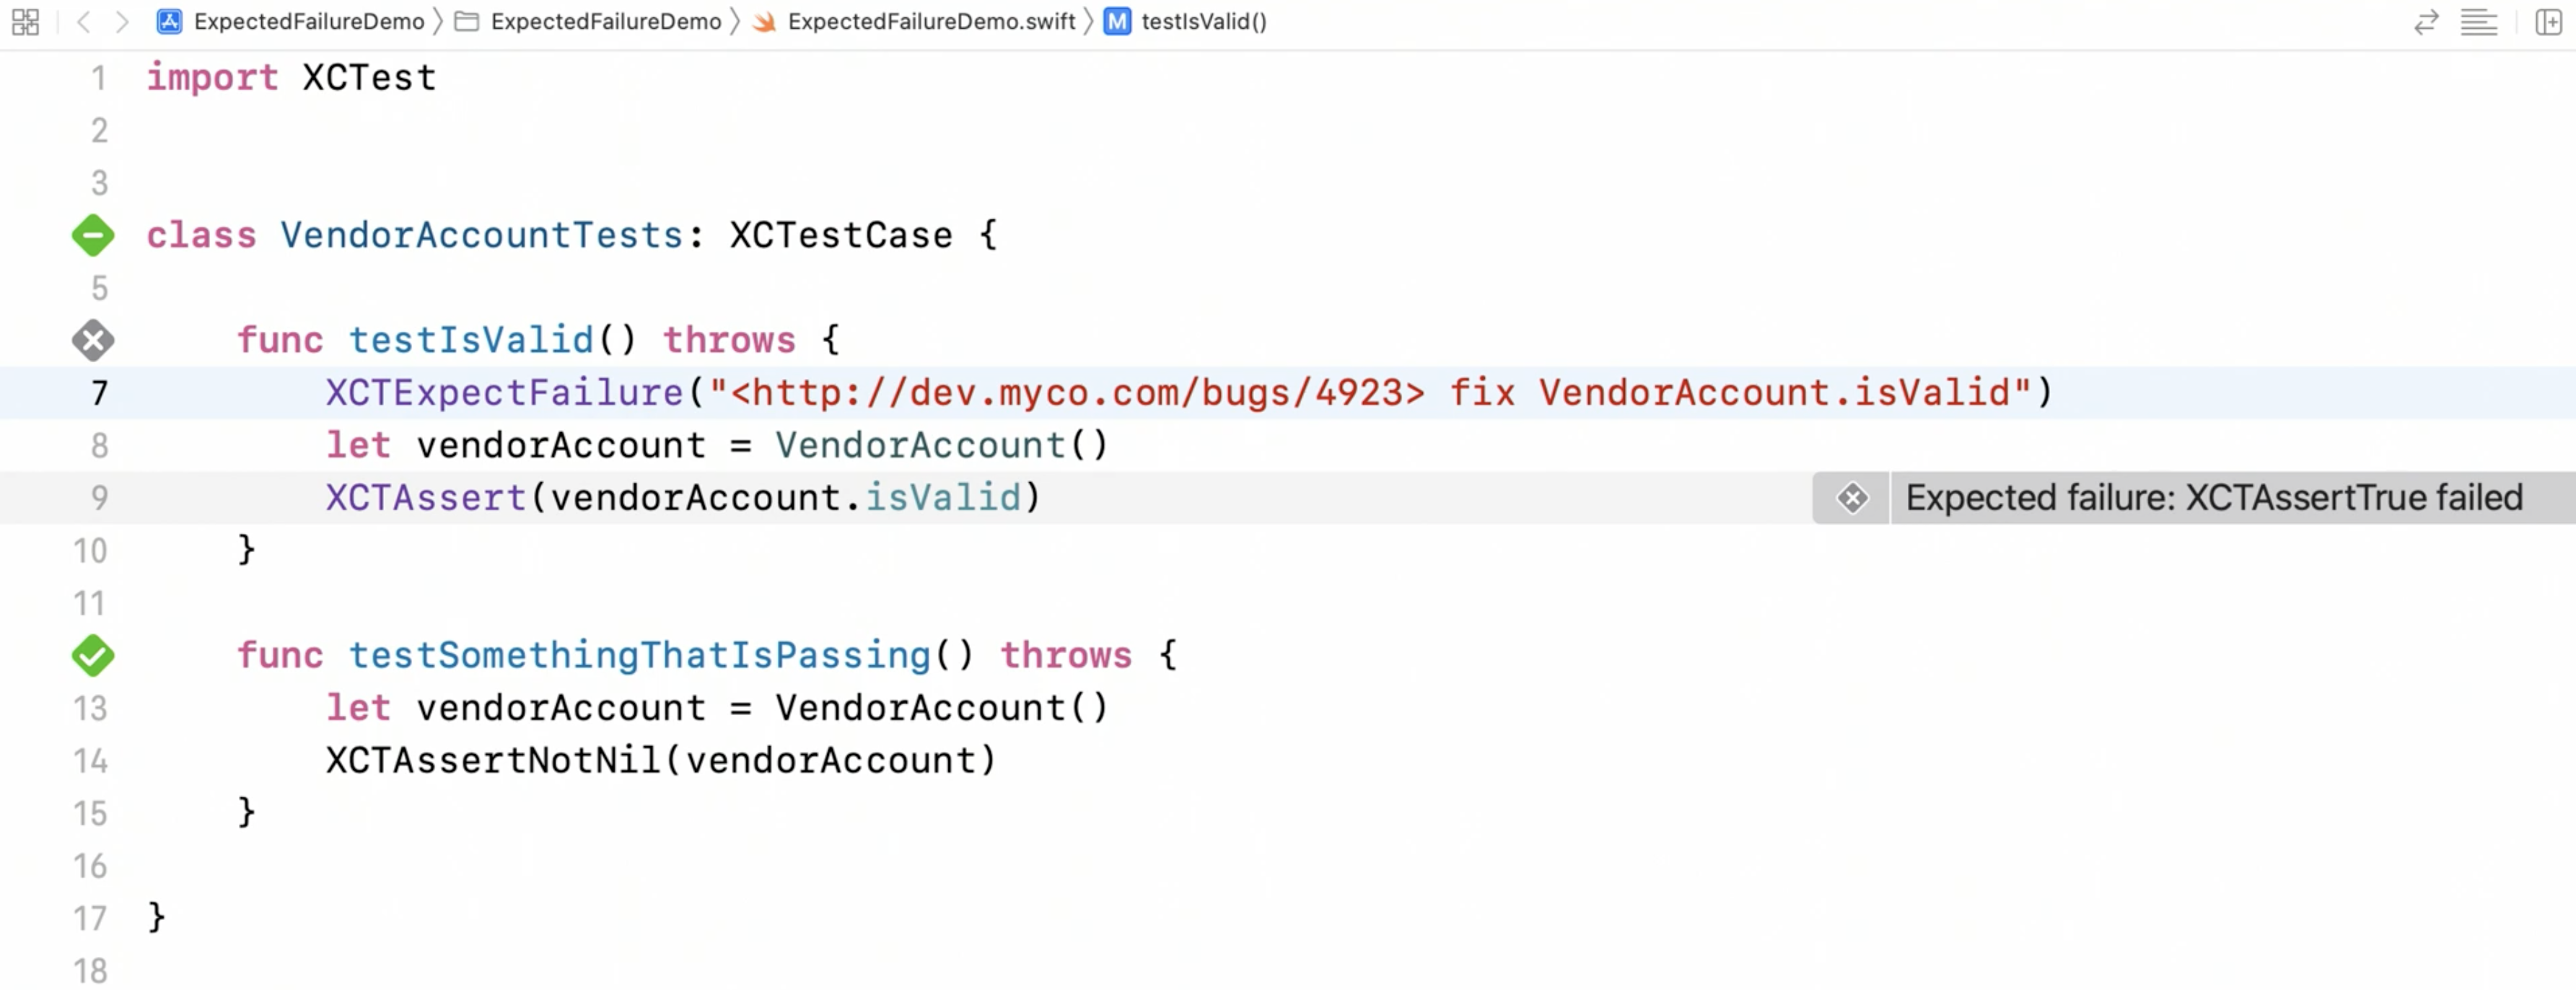 ExpectedFailureDemo ExpectedFailureDemo ExpectedFailureDemo.swift M testIsValid()
1 import XCTest
2
3
class VendorAccountTests: XCTestCase {
5
func testIsValid() throws {
7 XCTExpectFailure("<http://dev.myco.com/bugs/4923> fix VendorAccount.isValid")
8 let vendorAccount = VendorAccount()
9 XCTAssert(vendorAccount.isValid) Expected failure: XCTAssertTrue failed
10 }
11
func testSomethingThatIsPassing() throws {
13 let vendorAccount = VendorAccount()
14 XCTAssertNotNil(vendorAccount)
15 }
16
17 }
18